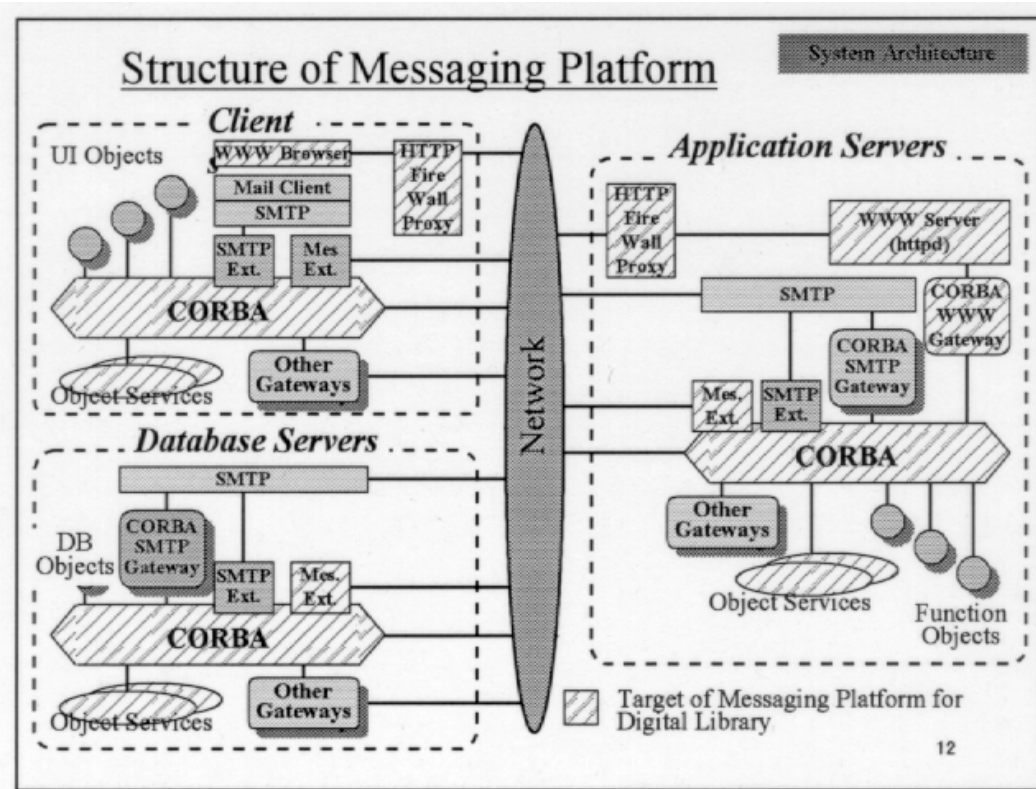 System Architecture
Structure of Messaging Platform
Client
s
UI Objects
WWW Browser
Mail Client
SMTP
SMTP
Ext.
Mes
Ext.
HTTP
Fire
Wall
Proxy
CORBA
Object Services
Other
Gateways
Database Servers
SMTP
CORBA
SMTP
Gateway
DB
Objects
SMTP
Ext.
Mes.
Ext.
CORBA
Object Services
Other
Gateways
Network
Application Servers
HTTP
Fire
Wall
Proxy
WWW Server
(httpd)
SMTP
CORBA
WWW
Gateway
CORBA
SMTP
Gateway
Mes.
Ext.
SMTP
Ext.
CORBA
Other
Gateways
Object Services
Function
Objects
Target of Messaging Platform for
Digital Library
12